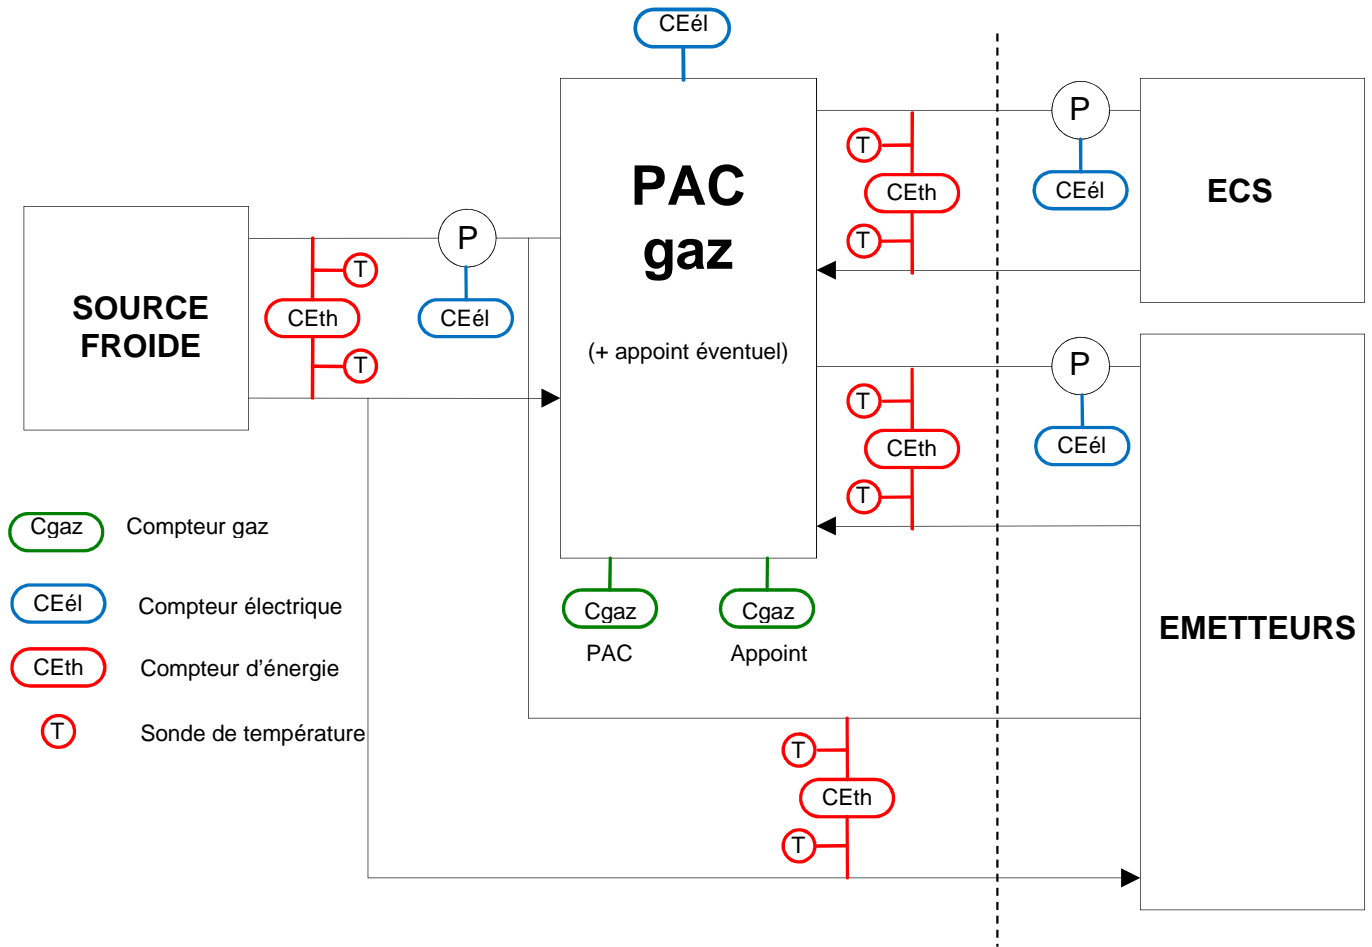 CEél
P
T
PAC
gaz
CEth
CEél
ECS
P
T
T
SOURCE
FROIDE
CEth
CEél
(+ appoint éventuel)
T
P
T
CEth
CEél
T
Cgaz
Compteur gaz
CEél
Compteur électrique
Cgaz
Cgaz
EMETTEURS
PAC
Appoint
CEth
Compteur d'énergie
T
Sonde de température
T
CEth
T